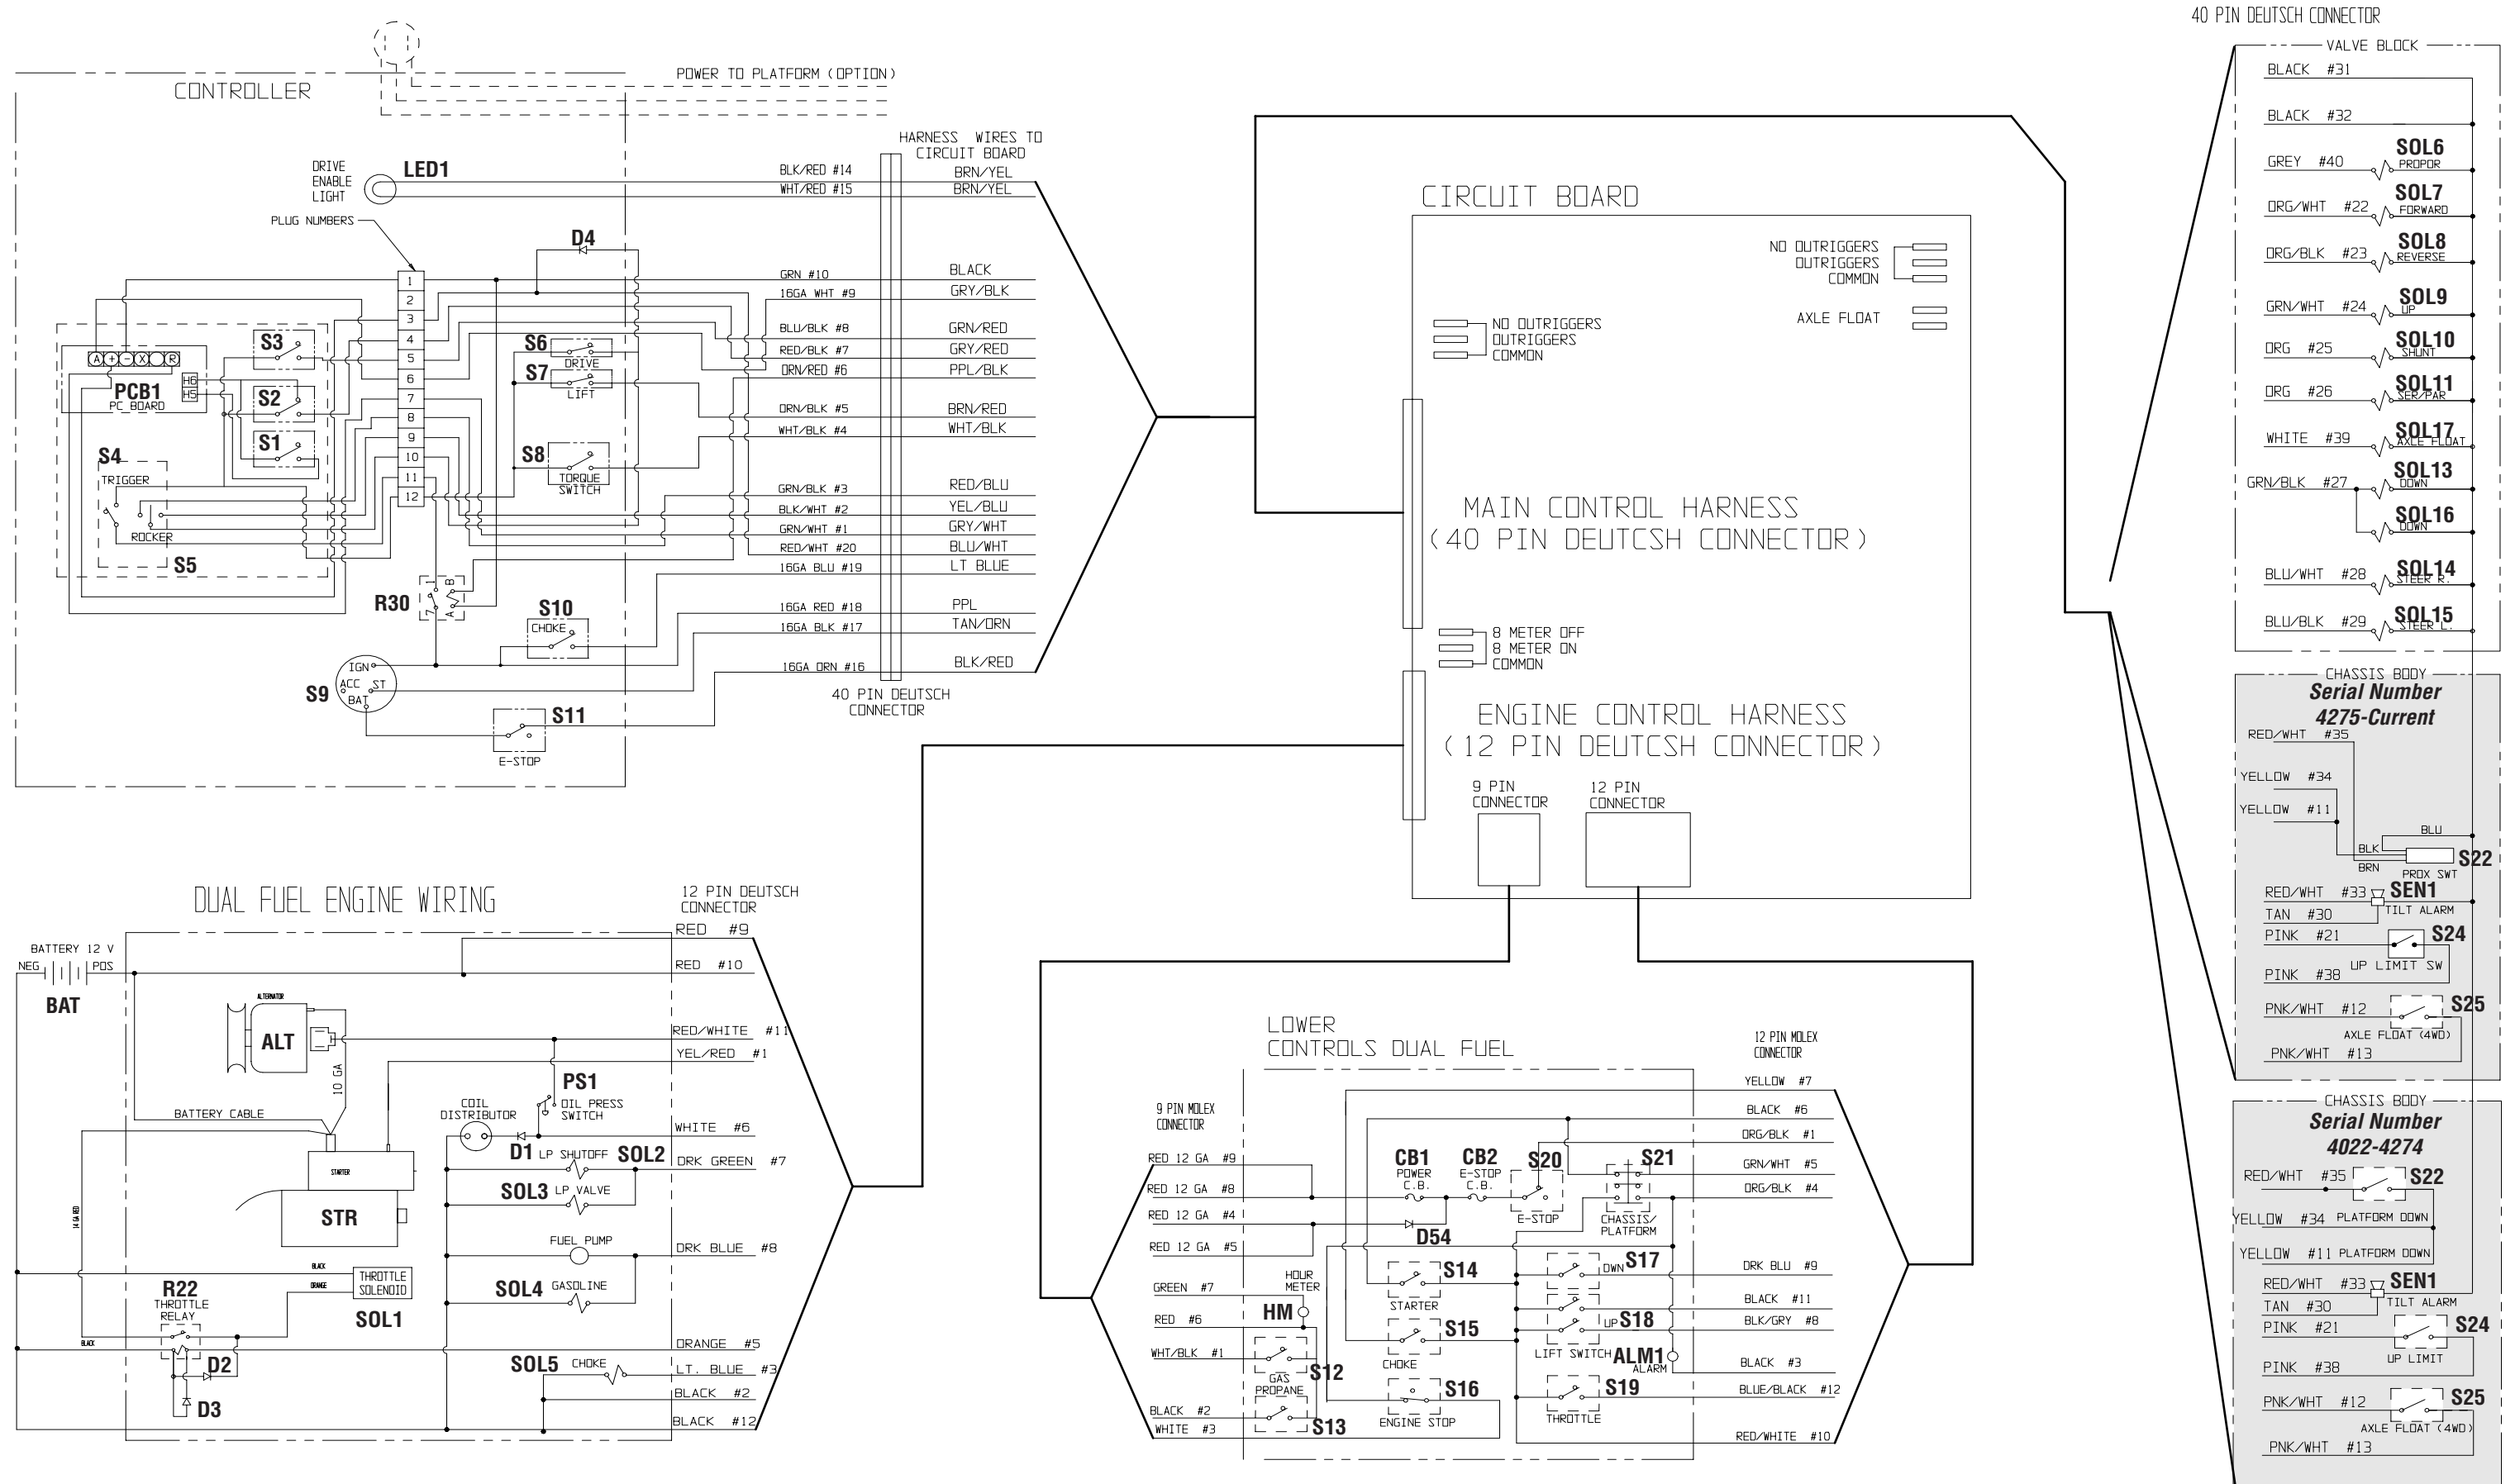 40 PIN DEUTSCH CONNECTOR
POWER TO PLATFORM (OPTION)
CONTROLLER
HARNESS WIRES TO
CIRCUIT BOARD
DRIVE
ENABLE
LIGHT
LED1
PLUG NUMBERS
BLK/RED #14 BRN/YEL
WHT/RED #15 BRN/YEL
D4
GRN #10 BLACK
16GA WHT #9 GRY/BLK
BLU/BLK #8 GRN/RED
RED/BLK #7 GRY/RED
ORN/RED #6 PPL/BLK
ORN/BLK #5 BRN/RED
WHT/BLK #4 WHT/BLK
GRN/BLK #3 RED/BLU
BLK/WHT #2 YEL/BLU
GRN/WHT #1 GRY/WHT
RED/WHT #20 BLU/WHT
16GA BLU #19 LT BLUE
16GA RED #18 PPL
16GA BLK #17 TAN/ORN
16GA ORN #16 BLK/RED
40 PIN DEUTSCH
CONNECTOR
1
2
3
4
5
6
7
8
9
10
11
12
A + - X R
H6
H5
PCB1
PC BOARD
S3
S2
S1
S4
TRIGGER
ROCKER
S5
S6
DRIVE
S7
LIFT
S8
TORQUE
SWITCH
R30
1 B
7 A
S10
CHOKE
S9
IGN
ACC ST
BAT
S11
E-STOP
CIRCUIT BOARD
NO OUTRIGGERS
OUTRIGGERS
COMMON
AXLE FLOAT
NO OUTRIGGERS
OUTRIGGERS
COMMON
MAIN CONTROL HARNESS
(40 PIN DEUTCSH CONNECTOR)
8 METER OFF
8 METER ON
COMMON
ENGINE CONTROL HARNESS
(12 PIN DEUTCSH CONNECTOR)
9 PIN
CONNECTOR
12 PIN
CONNECTOR
VALVE BLOCK
BLACK #31
BLACK #32
GREY #40 SOL6
PROPOR
ORG/WHT #22 SOL7
FORWARD
ORG/BLK #23 SOL8
REVERSE
GRN/WHT #24 SOL9
UP
ORG #25 SOL10
SHUNT
ORG #26 SOL11
SER/PAR
WHITE #39 SOL17
AXLE FLOAT
GRN/BLK #27 SOL13
DOWN
SOL16
DOWN
BLU/WHT #28 SOL14
STEER R.
BLU/BLK #29 SOL15
STEER L.
CHASSIS BODY
Serial Number
4275-Current
RED/WHT #35
YELLOW #34
YELLOW #11
BLU
BLK
BRN
S22
PROX SWT
RED/WHT #33 SEN1
TILT ALARM
TAN #30
PINK #21 S24
UP LIMIT SW
PINK #38
PNK/WHT #12 S25
AXLE FLOAT (4WD)
PNK/WHT #13
CHASSIS BODY
Serial Number
4022-4274
RED/WHT #35 S22
YELLOW #34 PLATFORM DOWN
YELLOW #11 PLATFORM DOWN
RED/WHT #33 SEN1
TILT ALARM
TAN #30
PINK #21 S24
UP LIMIT
PINK #38
PNK/WHT #12 S25
AXLE FLOAT (4WD)
PNK/WHT #13
DUAL FUEL ENGINE WIRING
12 PIN DEUTSCH
CONNECTOR
BATTERY 12 V
NEG POS
BAT
RED #9
RED #10
RED/WHITE #11
YEL/RED #1
WHITE #6
DRK GREEN #7
DRK BLUE #8
ORANGE #5
LT. BLUE #3
BLACK #2
BLACK #12
ALTERNATOR
ALT
10 GA
BATTERY CABLE
STARTER
STR
14 GA RED
COIL
DISTRIBUTOR
PS1
OIL PRESS
SWITCH
D1
LP SHUTOFF SOL2
SOL3 LP VALVE
FUEL PUMP
SOL4 GASOLINE
BLACK
ORANGE
THROTTLE
SOLENOID
SOL1
R22
THROTTLE
RELAY
BLACK
D2
D3
SOL5 CHOKE
LOWER
CONTROLS DUAL FUEL
9 PIN MOLEX
CONNECTOR
12 PIN MOLEX
CONNECTOR
RED 12 GA #9
RED 12 GA #8
RED 12 GA #4
RED 12 GA #5
GREEN #7
RED #6
WHT/BLK #1
BLACK #2
WHITE #3
HOUR
METER
HM
S12
GAS
PROPANE
S13
CB1
POWER
C.B.
CB2
E-STOP
C.B.
S20
E-STOP
S21
CHASSIS/
PLATFORM
D54
S14
STARTER
S15
CHOKE
S16
ENGINE STOP
DWN S17
UP S18
LIFT SWITCH
ALM1
ALARM
S19
THROTTLE
YELLOW #7
BLACK #6
ORG/BLK #1
GRN/WHT #5
ORG/BLK #4
DRK BLU #9
BLACK #11
BLK/GRY #8
BLACK #3
BLUE/BLACK #12
RED/WHITE #10